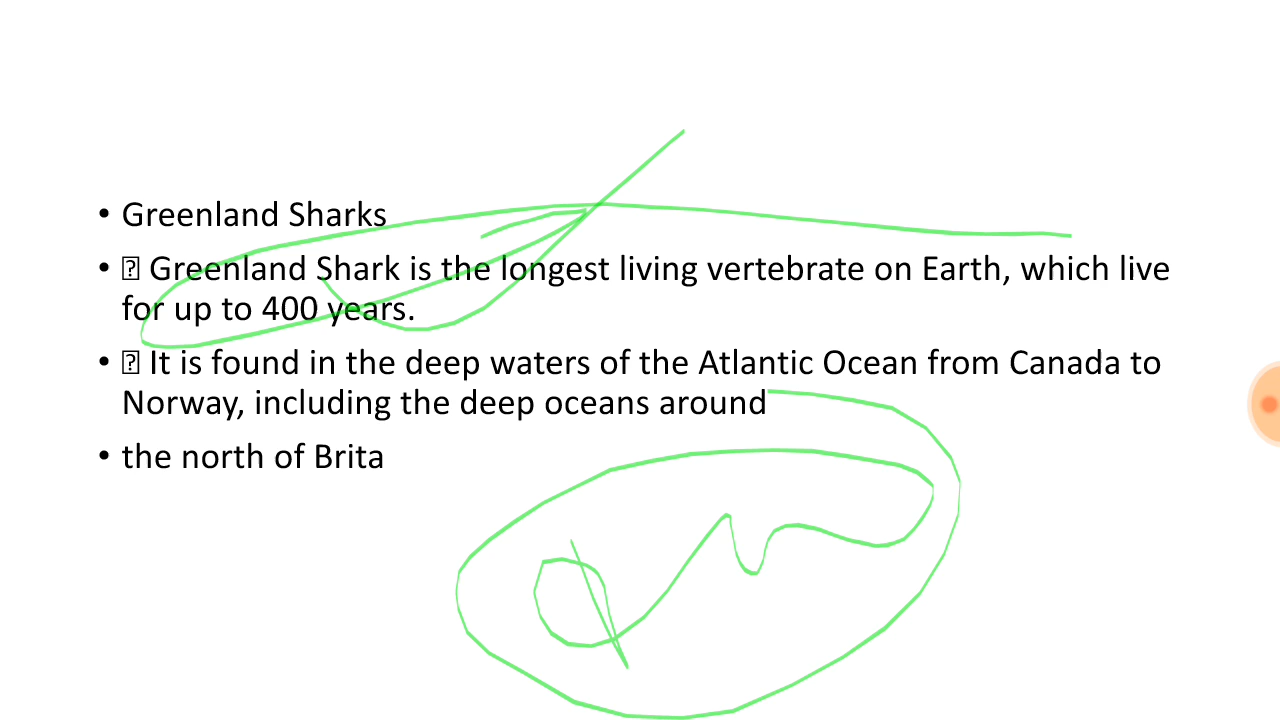 • Greenland Sharks
• ⍰ Greenland Shark is the longest living vertebrate on Earth, which live
for up to 400 years.
• ⍰ It is found in the deep waters of the Atlantic Ocean from Canada to
Norway, including the deep oceans around
• the north of Brita